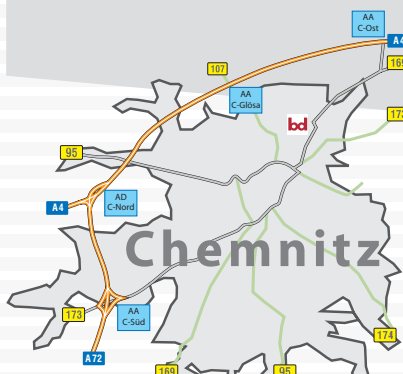 AA
C-Ost
A4
169
107
AA
C-Glösa
173
bd
95
AD
C-Nord
A4
Chemnitz
AA
C-Süd
173
174
A72
169
95